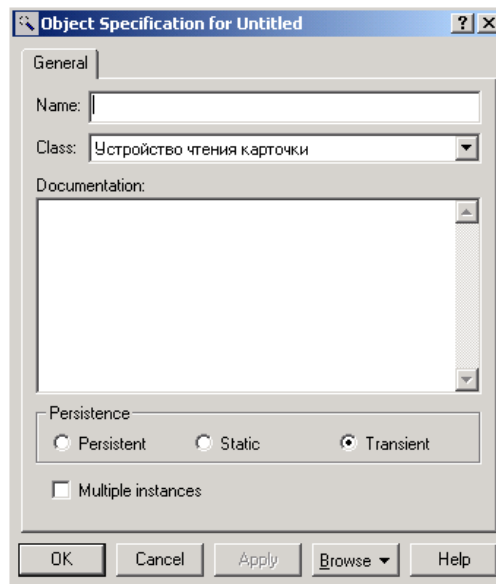 Object Specification for Untitled
General
Name:
Class: Устройство чтения карточки
Documentation:
Persistence
Persistent Static Transient
Multiple instances
OK Cancel Apply Browse Help